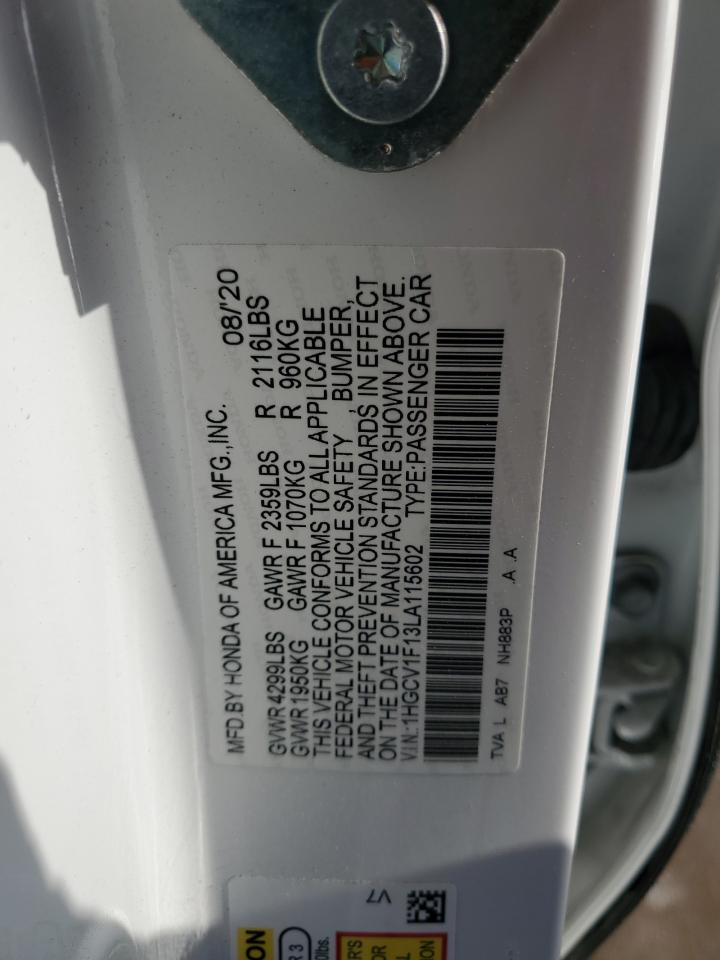 MFD.BY HONDA OF AMERICA MFG.,INC. 08/'20
GVWR 4299LBS GAWR F 2359LBS R 2116LBS
GVWR 1950KG GAWR F 1070KG R 960KG
THIS VEHICLE CONFORMS TO ALL APPLICABLE
FEDERAL MOTOR VEHICLE SAFETY , BUMPER,
AND THEFT PREVENTION STANDARDS IN EFFECT
ON THE DATE OF MANUFACTURE SHOWN ABOVE.
V.I.N.:1HGCV1F13LA115602 TYPE:PASSENGER CAR
TVA L AB7 NH883P .A .A